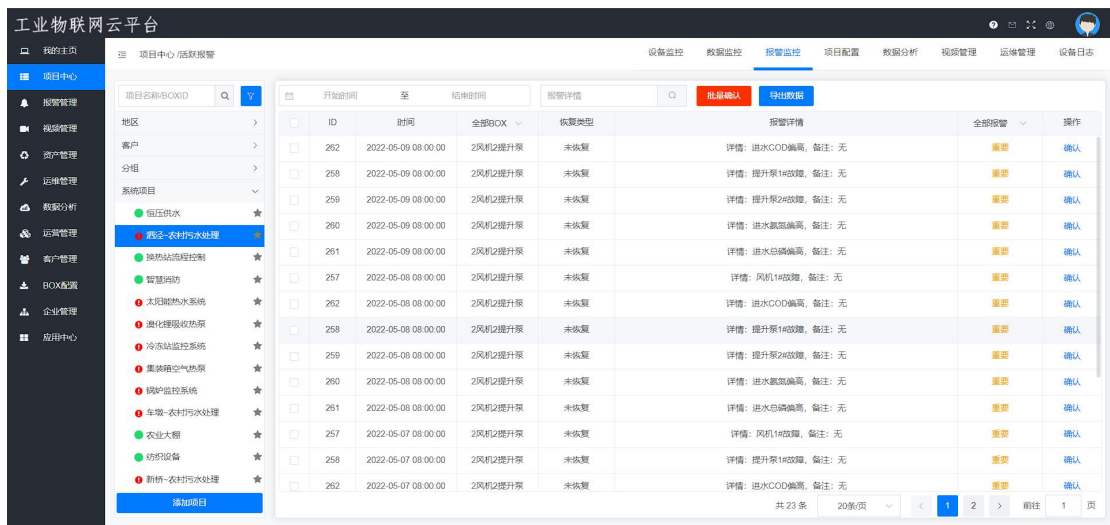 工业物联网云平台
我的主页
项目中心
报警管理
视频管理
资产管理
运维管理
数据分析
运营管理
客户管理
BOX配置
企业管理
应用中心
项目中心 /活跃报警
设备监控 数据监控 报警监控 项目配置 数据分析 视频管理 运维管理 设备日志
项目名称/BOXID
地区
客户
分组
系统项目
恒压供水
泗泾-农村污水处理
换热站流程控制
智慧消防
太阳能热水系统
溴化锂吸收热泵
冷冻站监控系统
集装箱空气热泵
锅炉监控系统
车墩-农村污水处理
农业大棚
纺织设备
新桥-农村污水处理
添加项目
开始时间 至 结束时间 报警详情 批量确认 导出数据
ID 时间 全部BOX 恢复类型 报警详情 全部报警 操作
262 2022-05-09 08:00:00 2风机2提升泵 未恢复 详情：进水COD偏高，备注：无 重要 确认
258 2022-05-09 08:00:00 2风机2提升泵 未恢复 详情：提升泵1#故障，备注：无 重要 确认
259 2022-05-09 08:00:00 2风机2提升泵 未恢复 详情：提升泵2#故障，备注：无 重要 确认
260 2022-05-09 08:00:00 2风机2提升泵 未恢复 详情：进水氨氮偏高，备注：无 重要 确认
261 2022-05-09 08:00:00 2风机2提升泵 未恢复 详情：进水总磷偏高，备注：无 重要 确认
257 2022-05-08 08:00:00 2风机2提升泵 未恢复 详情：风机1#故障，备注：无 重要 确认
262 2022-05-08 08:00:00 2风机2提升泵 未恢复 详情：进水COD偏高，备注：无 重要 确认
258 2022-05-08 08:00:00 2风机2提升泵 未恢复 详情：提升泵1#故障，备注：无 重要 确认
259 2022-05-08 08:00:00 2风机2提升泵 未恢复 详情：提升泵2#故障，备注：无 重要 确认
260 2022-05-08 08:00:00 2风机2提升泵 未恢复 详情：进水氨氮偏高，备注：无 重要 确认
261 2022-05-08 08:00:00 2风机2提升泵 未恢复 详情：进水总磷偏高，备注：无 重要 确认
257 2022-05-07 08:00:00 2风机2提升泵 未恢复 详情：风机1#故障，备注：无 重要 确认
258 2022-05-07 08:00:00 2风机2提升泵 未恢复 详情：提升泵1#故障，备注：无 重要 确认
262 2022-05-07 08:00:00 2风机2提升泵 未恢复 详情：进水COD偏高，备注：无 重要 确认
共 23 条 20条/页 1 2 前往 1 页